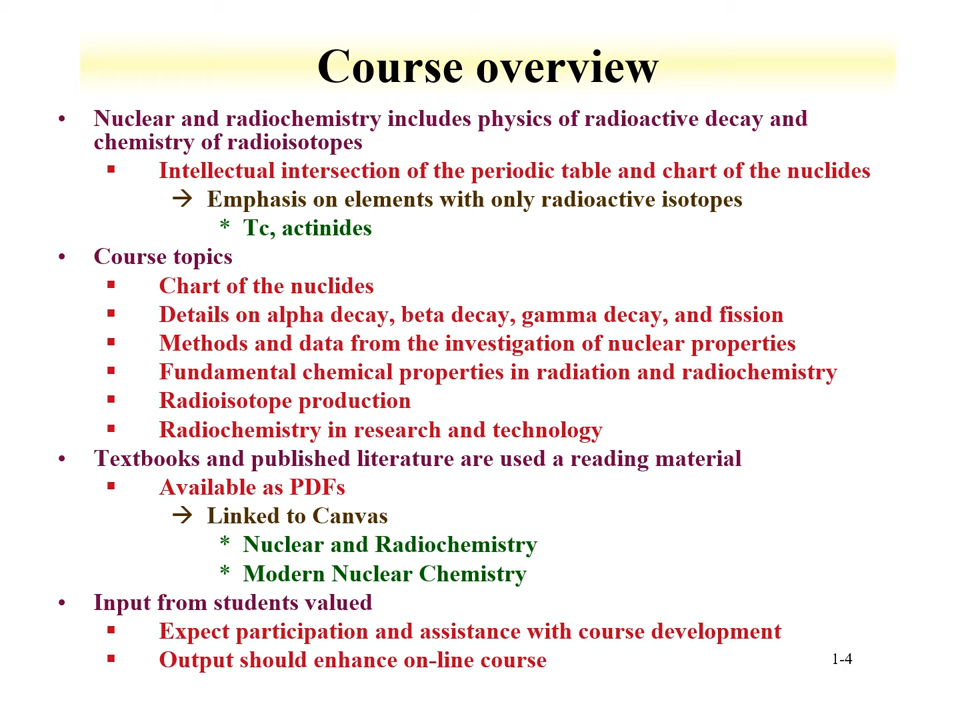 Course overview
• Nuclear and radiochemistry includes physics of radioactive decay and
chemistry of radioisotopes
▪ Intellectual intersection of the periodic table and chart of the nuclides
→ Emphasis on elements with only radioactive isotopes
* Tc, actinides
• Course topics
▪ Chart of the nuclides
▪ Details on alpha decay, beta decay, gamma decay, and fission
▪ Methods and data from the investigation of nuclear properties
▪ Fundamental chemical properties in radiation and radiochemistry
▪ Radioisotope production
▪ Radiochemistry in research and technology
• Textbooks and published literature are used a reading material
▪ Available as PDFs
→ Linked to Canvas
* Nuclear and Radiochemistry
* Modern Nuclear Chemistry
• Input from students valued
▪ Expect participation and assistance with course development
▪ Output should enhance on-line course
1-4